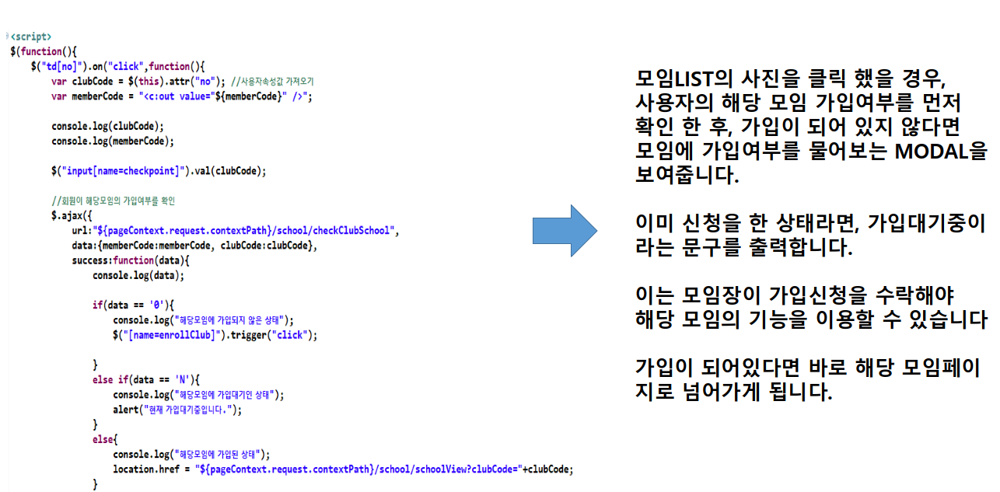 <script>
$(function(){
$("td[no]").on("click",function(){
var clubCode = $(this).attr("no"); //사용자속성값 가져오기
var memberCode = "<c:out value="${memberCode}" />";
console.log(clubCode);
console.log(memberCode);
$("input[name=checkpoint]").val(clubCode);
//회원이 해당모임의 가입여부를 확인
$.ajax({
url:"${pageContext.request.contextPath}/school/checkClubSchool",
data:{memberCode:memberCode, clubCode:clubCode},
success:function(data){
console.log(data);
if(data == '0'){
console.log("해당모임에 가입되지 않은 상태");
$("[name=enrollClub]").trigger("click");
}
else if(data == 'N'){
console.log("해당모임에 가입대기인 상태");
alert("현재 가입대기중입니다.");
}
else{
console.log("해당모임에 가입된 상태");
location.href = "${pageContext.request.contextPath}/school/schoolView?clubCode="+clubCode;
}
모임LIST의 사진을 클릭 했을 경우,
사용자의 해당 모임 가입여부를 먼저
확인 한 후, 가입이 되어 있지 않다면
모임에 가입여부를 물어보는 MODAL을
보여줍니다.
이미 신청을 한 상태라면, 가입대기중이
라는 문구를 출력합니다.
이는 모임장이 가입신청을 수락해야
해당 모임의 기능을 이용할 수 있습니다
가입이 되어있다면 바로 해당 모임페이
지로 넘어가게 됩니다.